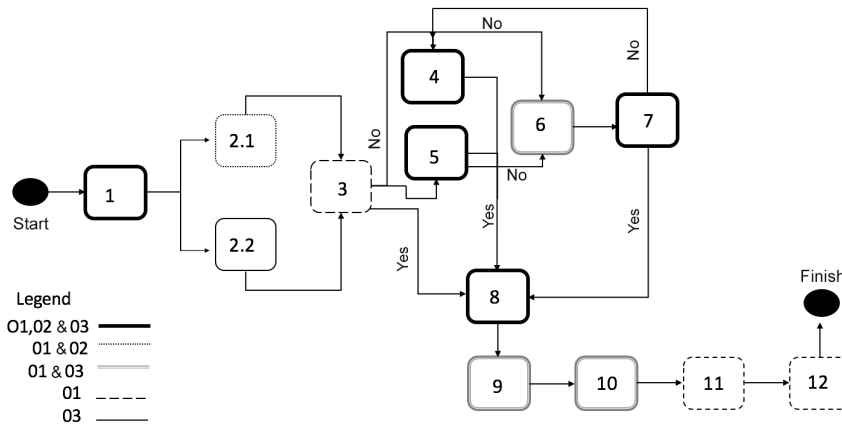 No
No
4
7
6
2.1
No
5
No
3
1
Start
2.2
Yes
Yes
Yes
Finish
8
Legend
O1,02 & 03
01 & 02
01 & 03
01
03
9
10
11
12